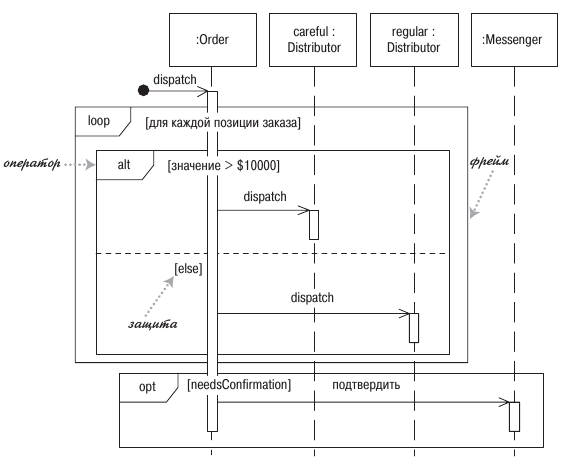 :Order
careful :
Distributor
regular :
Distributor
:Messenger
dispatch
loop
[для каждой позиции заказа]
оператор
alt
[значение > $10000]
фрейм
dispatch
[else]
dispatch
защита
opt
[needsConfirmation]
подтвердить